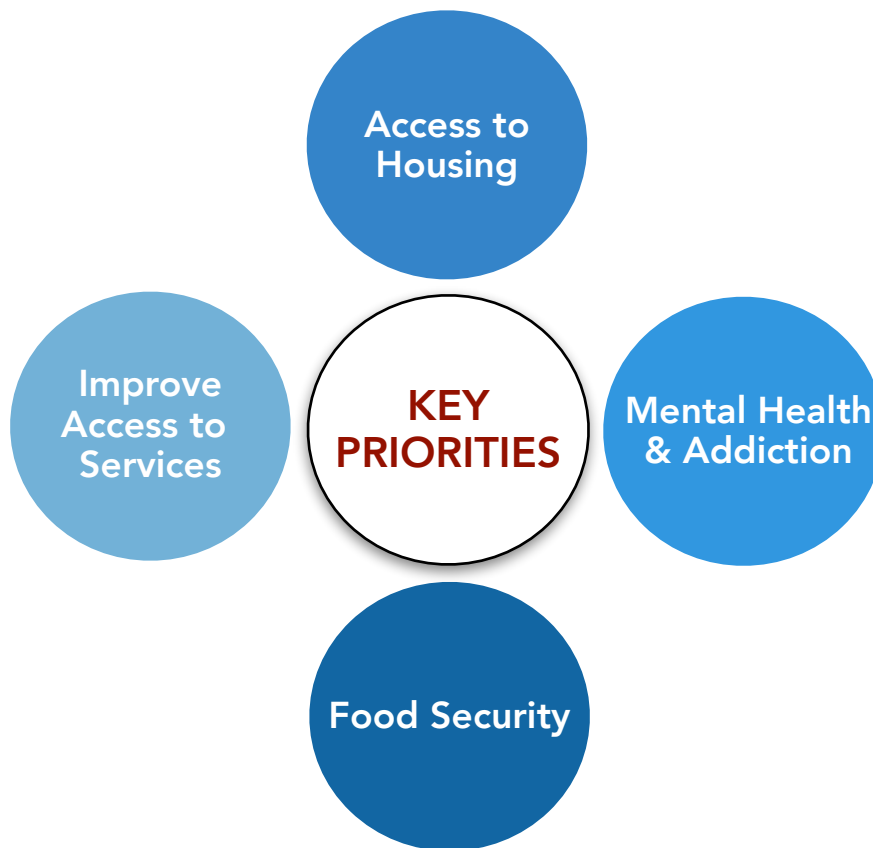 Access to
Housing
Improve
Access to
Services
KEY
PRIORITIES
Mental Health
& Addiction
Food Security